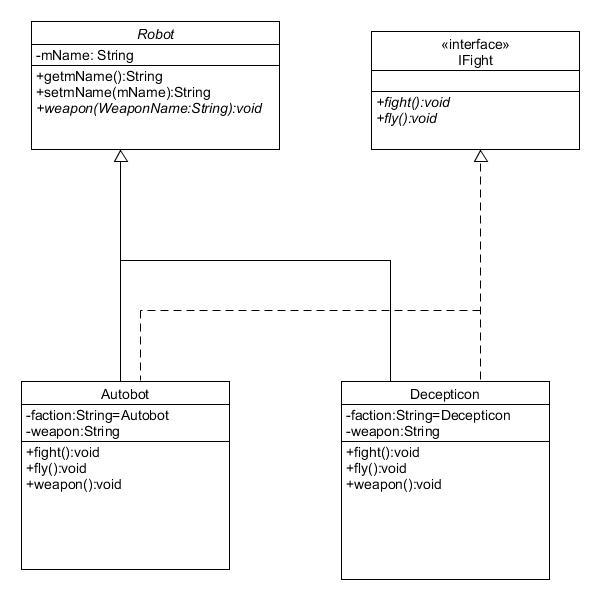 Robot
-mName: String
+getmName():String
+setmName(mName):String
+weapon(WeaponName:String):void
«interface»
IFight
+fight():void
+fly():void
Autobot
-faction:String=Autobot
-weapon:String
+fight():void
+fly():void
+weapon():void
Decepticon
-faction:String=Decepticon
-weapon:String
+fight():void
+fly():void
+weapon():void